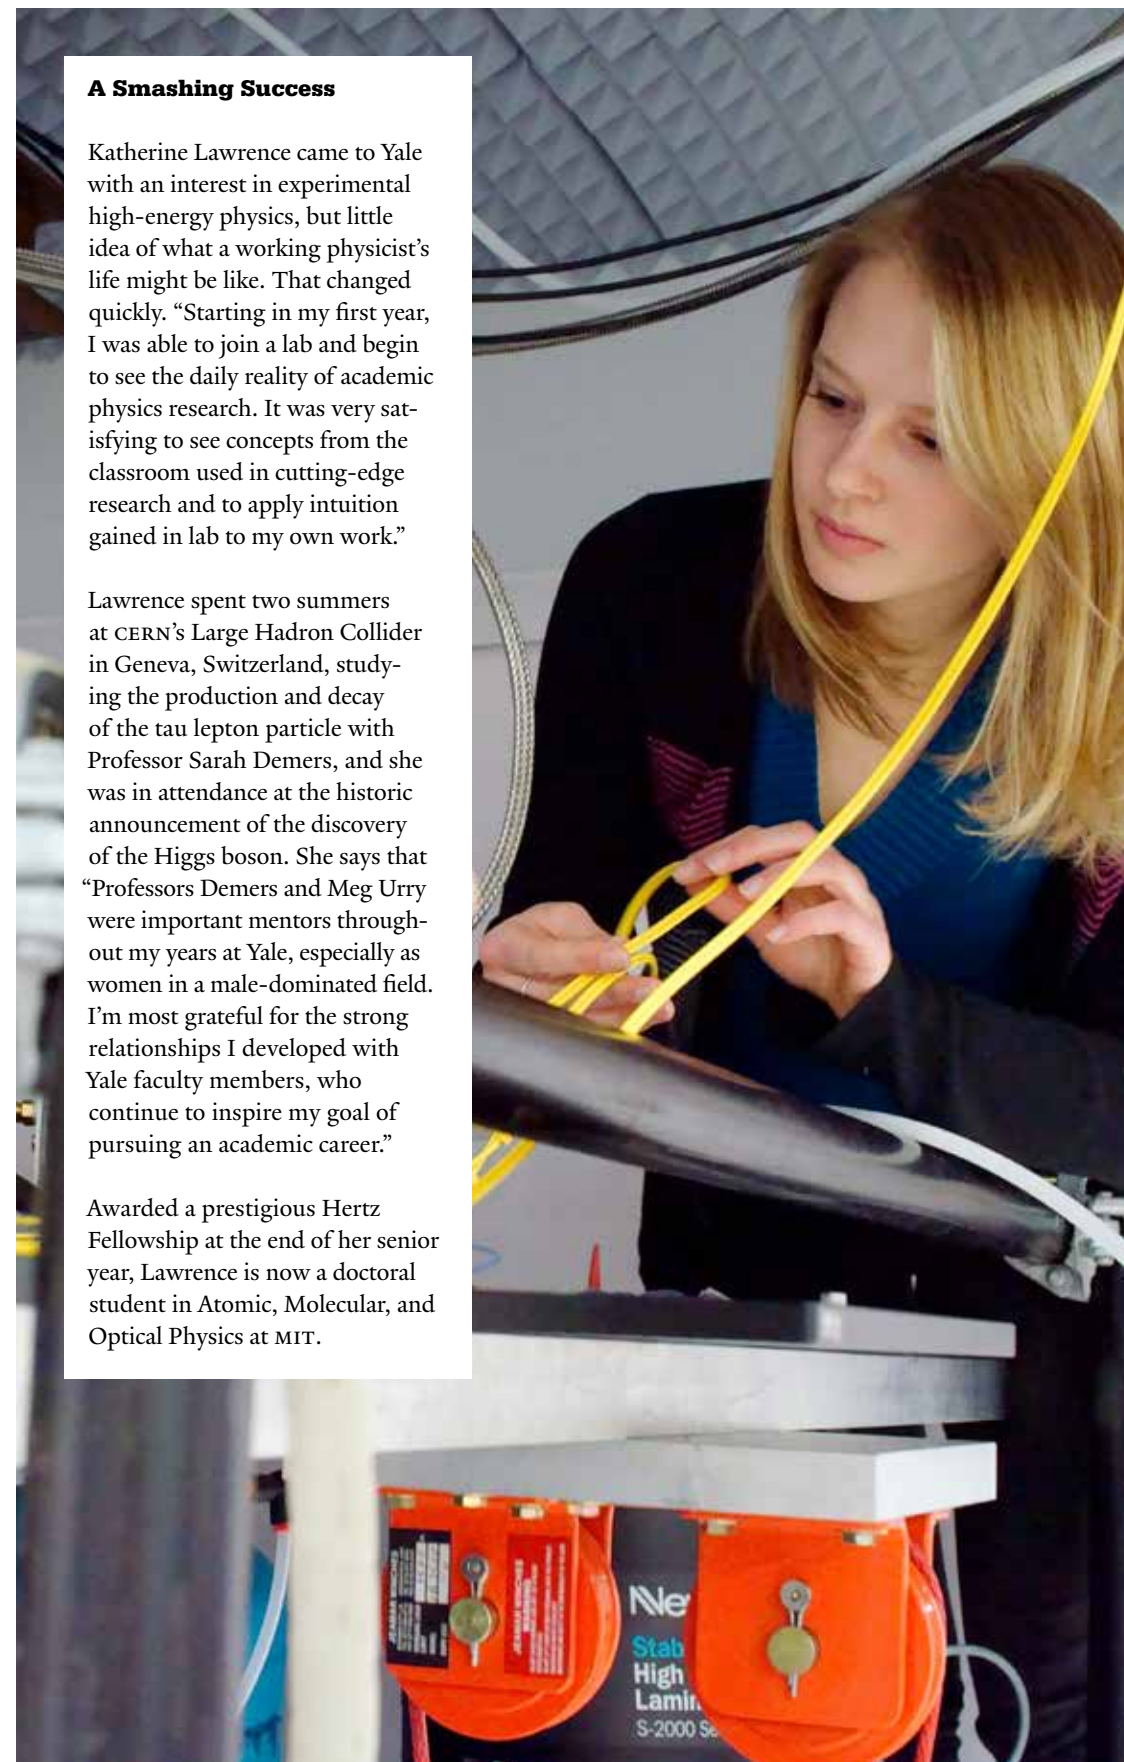 A Smashing Success
Katherine Lawrence came to Yale
with an interest in experimental
high-energy physics, but little
idea of what a working physicist’s
life might be like. That changed
quickly. “Starting in my first year,
I was able to join a lab and begin
to see the daily reality of academic
physics research. It was very sat-
isfying to see concepts from the
classroom used in cutting-edge
research and to apply intuition
gained in lab to my own work.”
Lawrence spent two summers
at CERN’s Large Hadron Collider
in Geneva, Switzerland, study-
ing the production and decay
of the tau lepton particle with
Professor Sarah Demers, and she
was in attendance at the historic
announcement of the discovery
of the Higgs boson. She says that
“Professors Demers and Meg Urry
were important mentors through-
out my years at Yale, especially as
women in a male-dominated field.
I’m most grateful for the strong
relationships I developed with
Yale faculty members, who
continue to inspire my goal of
pursuing an academic career.”
Awarded a prestigious Hertz
Fellowship at the end of her senior
year, Lawrence is now a doctoral
student in Atomic, Molecular, and
Optical Physics at MIT.
Stab
High
Lamin
S-2000 Se